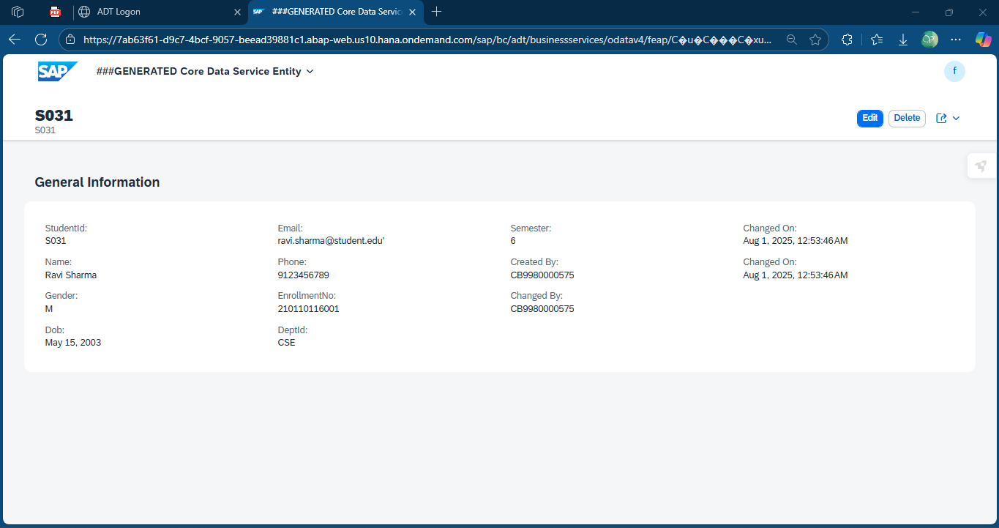 ADT Logon
###GENERATED Core Data Servic
https://7ab63f61-d9c7-4bcf-9057-beead39881c1.abap-web.us10.hana.ondemand.com/sap/bc/adt/businessservices/odatav4/feap/C�u�C���C�xu...
SAP ###GENERATED Core Data Service Entity
f
S031
S031
Edit
Delete
General Information
StudentId:
S031
Name:
Ravi Sharma
Gender:
M
Dob:
May 15, 2003
Email:
ravi.sharma@student.edu'
Phone:
9123456789
EnrollmentNo:
210110116001
DeptId:
CSE
Semester:
6
Created By:
CB9980000575
Changed By:
CB9980000575
Changed On:
Aug 1, 2025, 12:53:46 AM
Changed On:
Aug 1, 2025, 12:53:46 AM